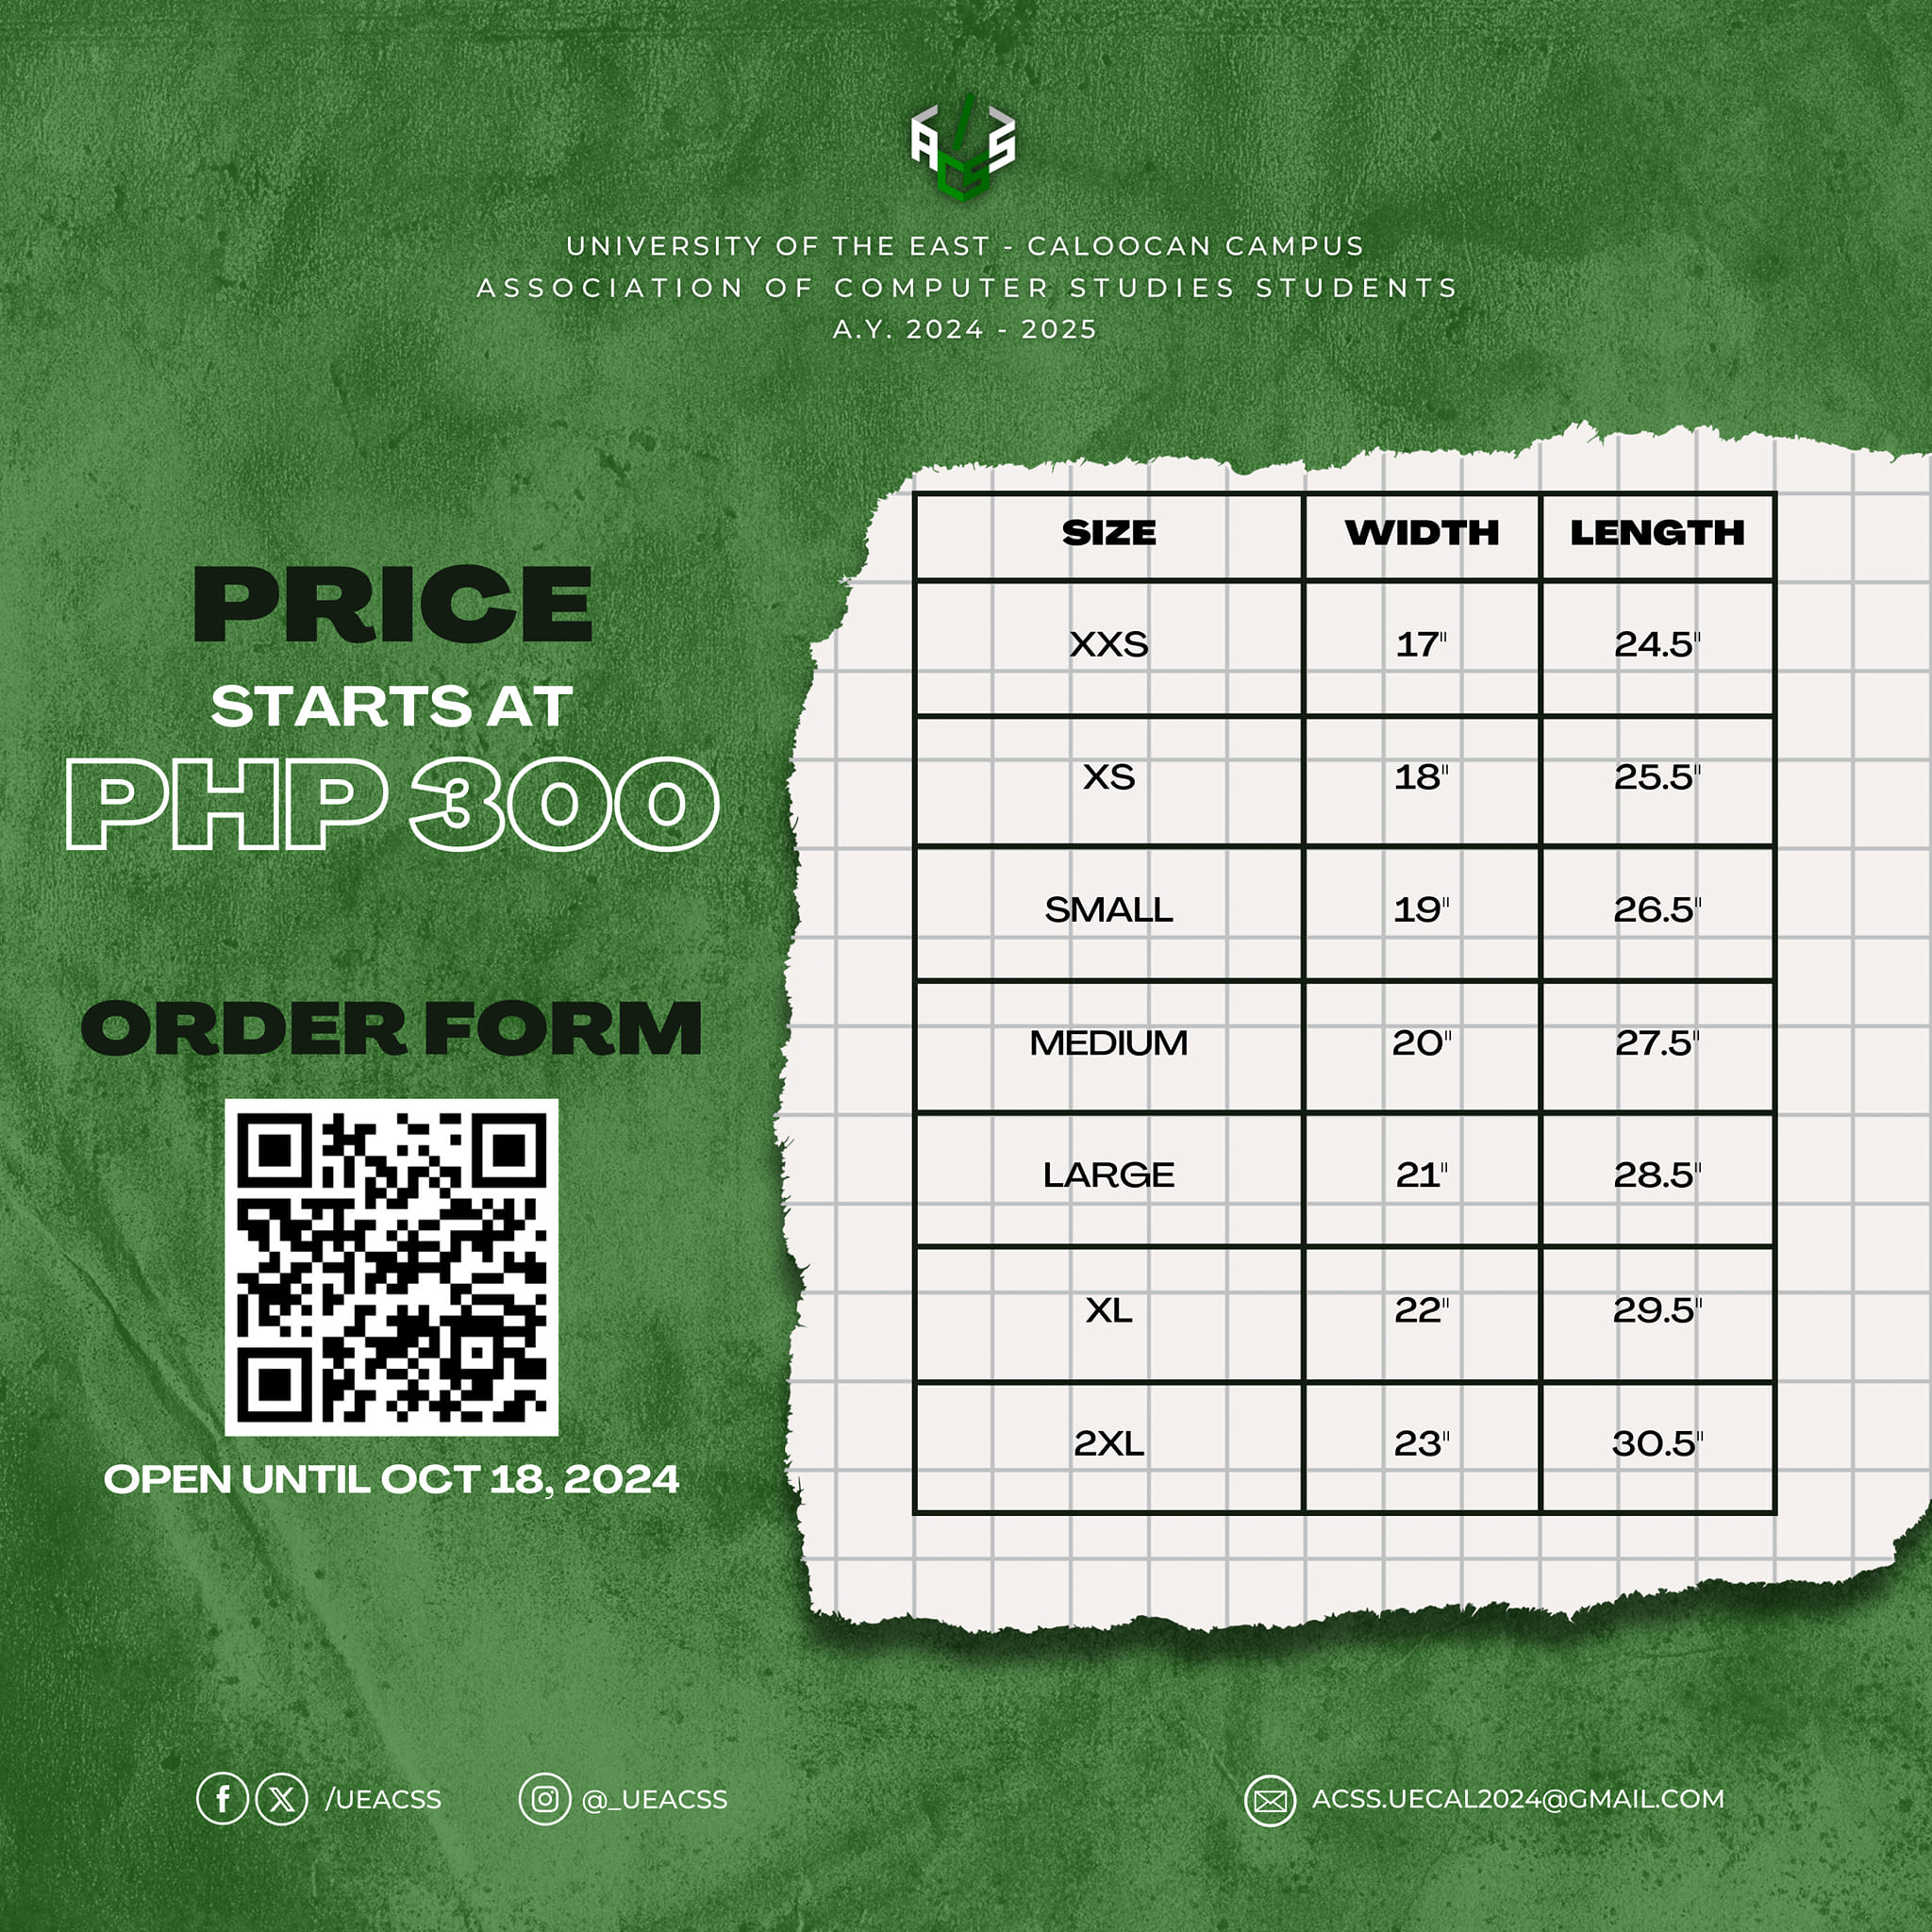 ACSS
UNIVERSITY OF THE EAST - CALOOCAN CAMPUS
ASSOCIATION OF COMPUTER STUDIES STUDENTS
A.Y. 2024 - 2025
PRICE
STARTS AT
PHP 300
ORDER FORM
OPEN UNTIL OCT 18, 2024
SIZE WIDTH LENGTH
XXS 17" 24.5"
XS 18" 25.5"
SMALL 19" 26.5"
MEDIUM 20" 27.5"
LARGE 21" 28.5"
XL 22" 29.5"
2XL 23" 30.5"
/UEACSS @_UEACSS ACSS.UECAL2024@GMAIL.COM